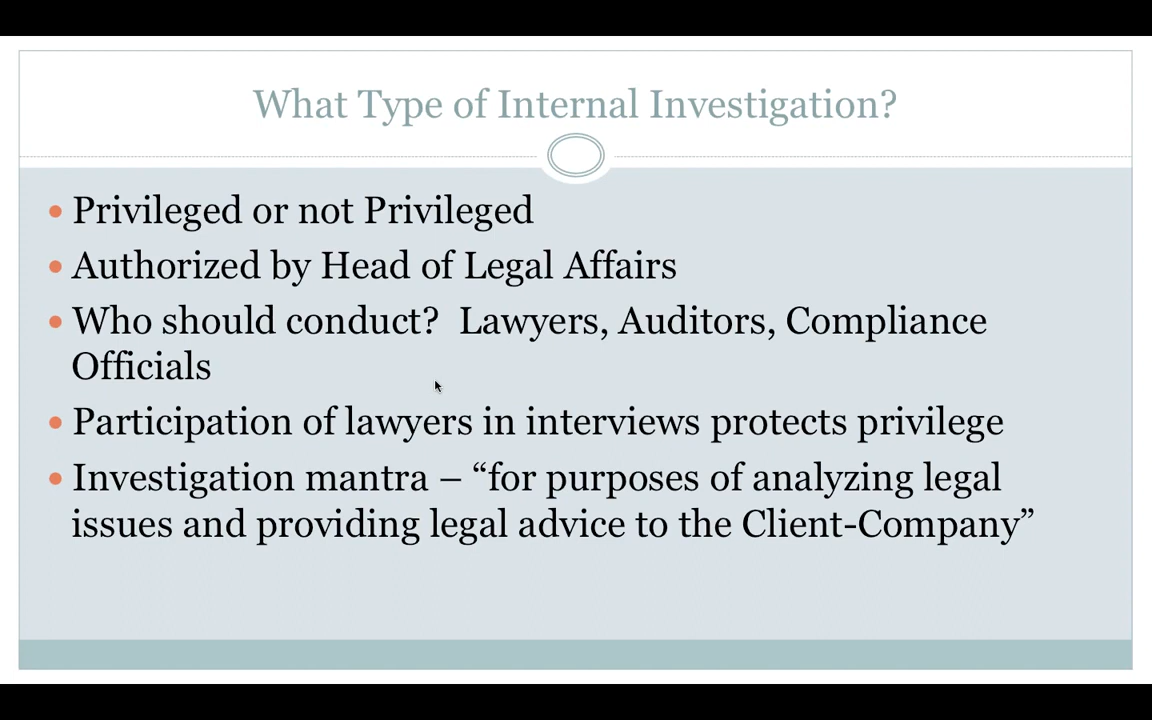 What Type of Internal Investigation?
• Privileged or not Privileged
• Authorized by Head of Legal Affairs
• Who should conduct?  Lawyers, Auditors, Compliance
Officials
• Participation of lawyers in interviews protects privilege
• Investigation mantra – “for purposes of analyzing legal
issues and providing legal advice to the Client-Company”